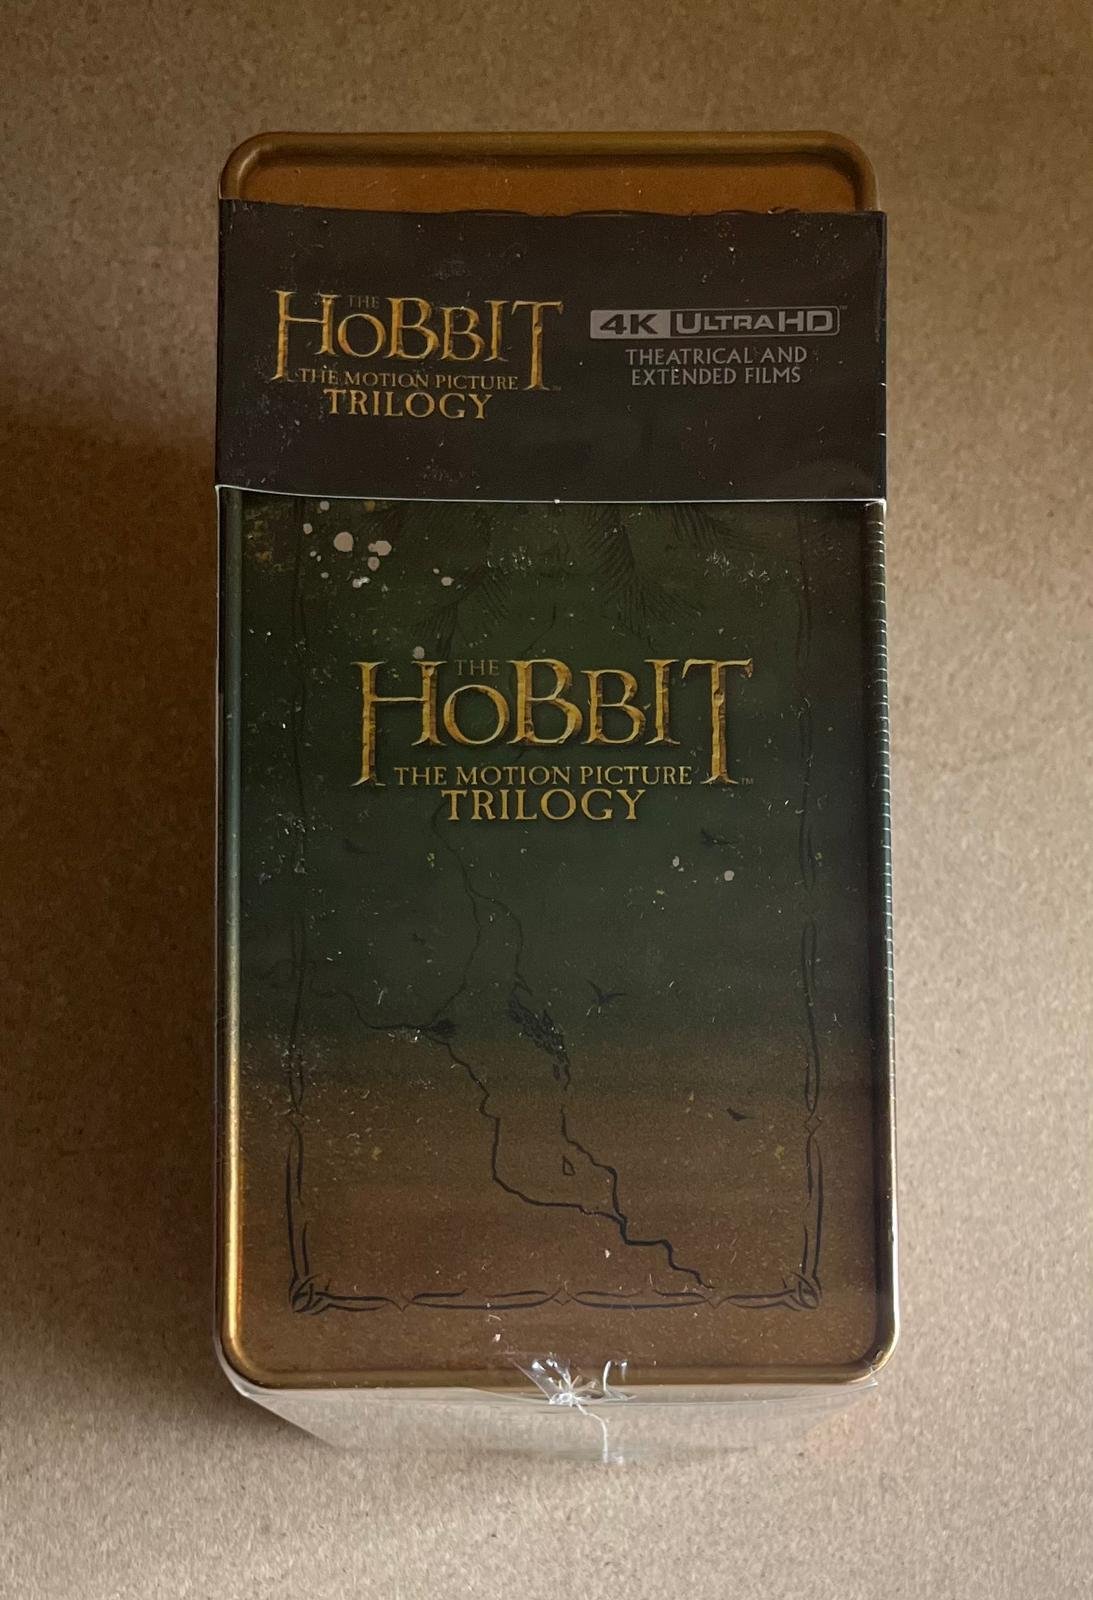 THE
HOBBIT
THE MOTION PICTURE
TRILOGY
4K ULTRA HD
THEATRICAL AND
EXTENDED FILMS
THE
HOBBIT
THE MOTION PICTURE ™
TRILOGY